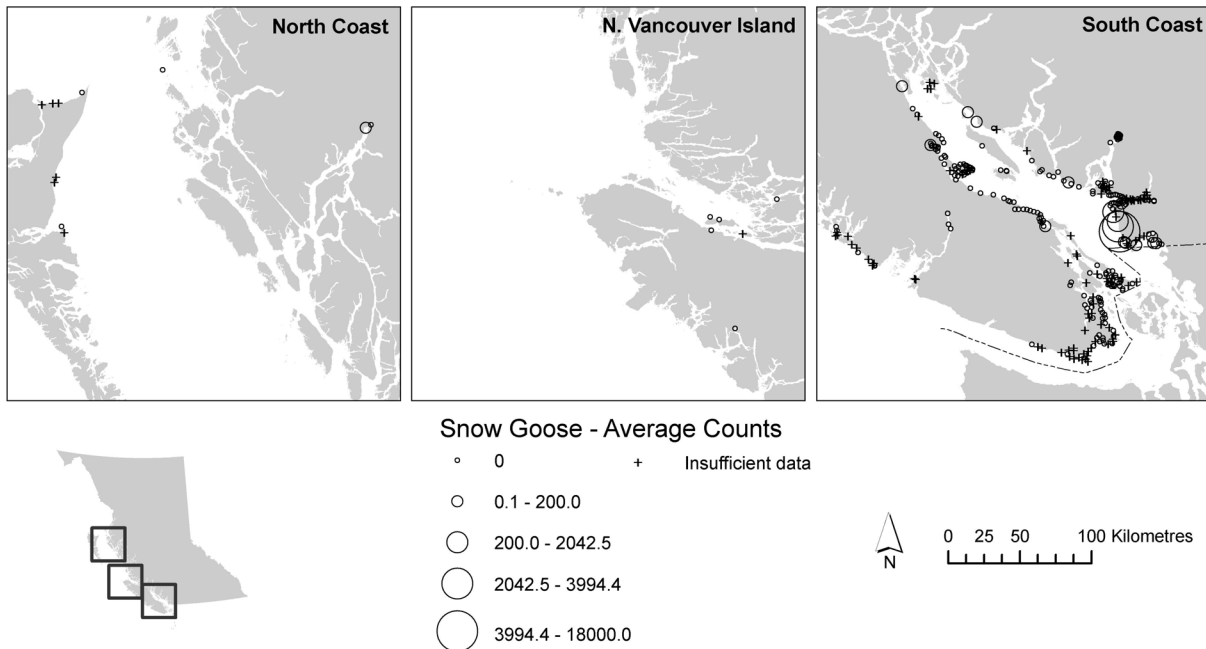 North Coast
N. Vancouver Island
South Coast
Snow Goose - Average Counts
0
Insufficient data
0.1 - 200.0
200.0 - 2042.5
2042.5 - 3994.4
3994.4 - 18000.0
N
0 25 50 100 Kilometres